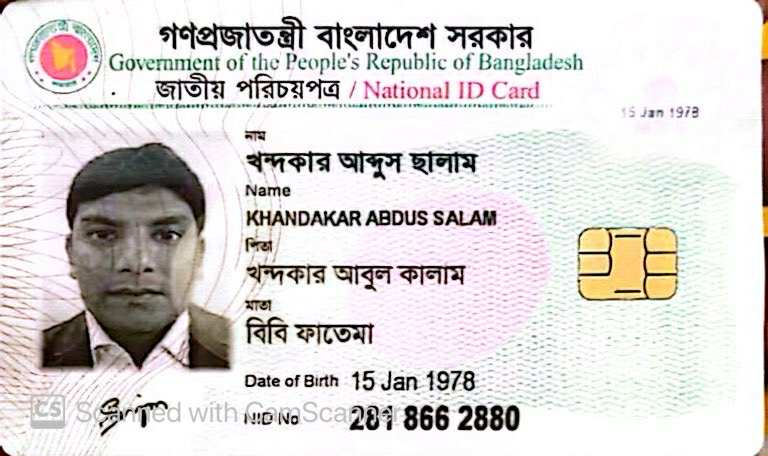 গণপ্রজাতন্ত্রী বাংলাদেশ সরকার
Government of the People's Republic of Bangladesh
জাতীয় পরিচয়পত্র / National ID Card
15 Jan 1978
নাম
খন্দকার আব্দুস ছালাম
Name
KHANDAKAR ABDUS SALAM
পিতা
খন্দকার আবুল কালাম
মাতা
বিবি ফাতেমা
Date of Birth 15 Jan 1978
NID No 281 866 2880
CS Scanned with CamScanner